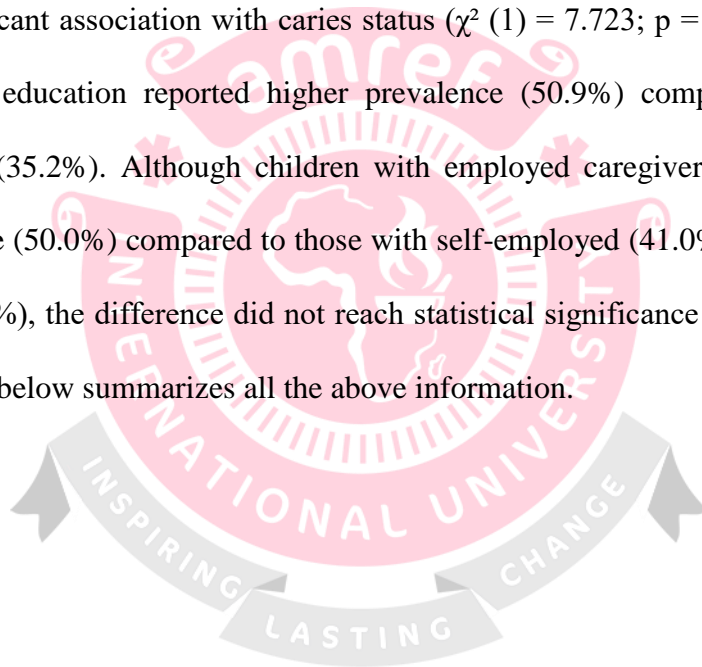 icant association with caries status (χ² (1) = 7.723; p =
education reported higher prevalence (50.9%) comp
(35.2%). Although children with employed caregiver
e (50.0%) compared to those with self-employed (41.0%
%), the difference did not reach statistical significance
below summarizes all the above information.
amref
INTERNATIONAL UNIVERSITY
INSPIRING
LASTING
CHANGE